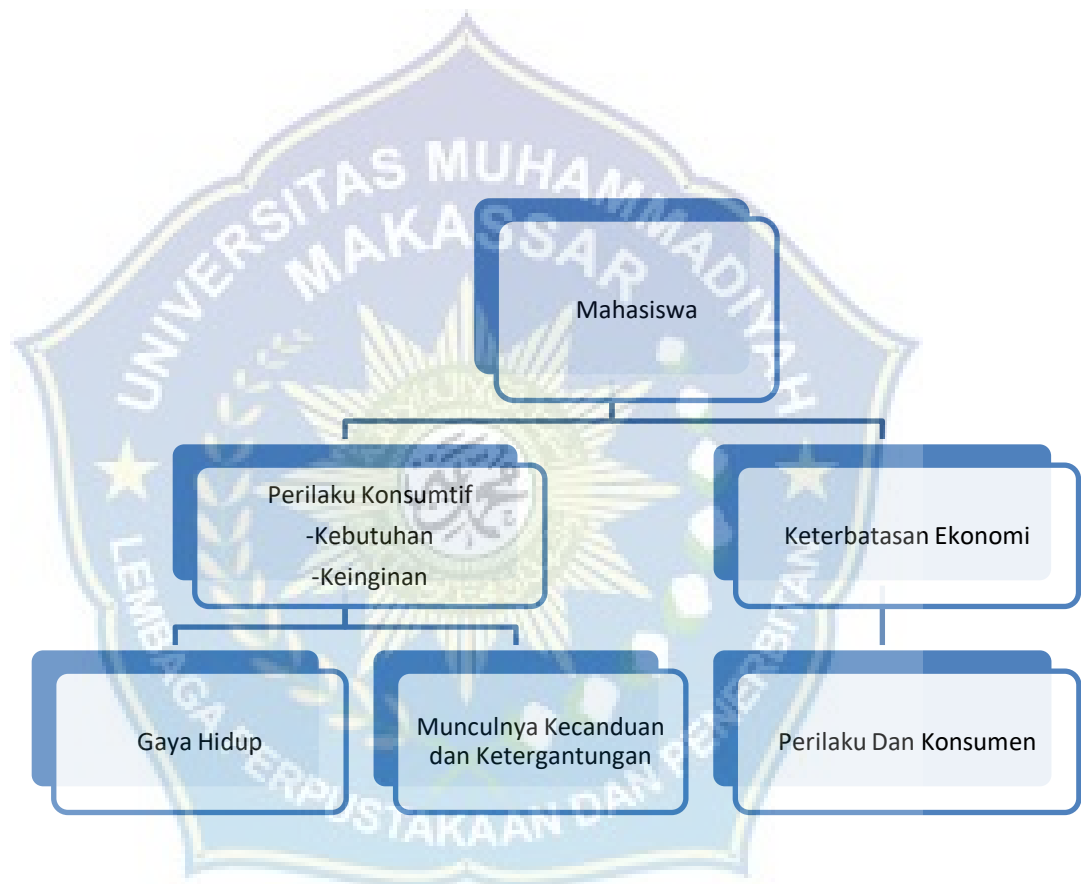 UNIVERSITAS MUHAMMADIYAH
MAKASSAR
Mahasiswa
Perilaku Konsumtif
-Kebutuhan
-Keinginan
Keterbatasan Ekonomi
Gaya Hidup
Munculnya Kecanduan
dan Ketergantungan
Perilaku Dan Konsumen
LEMBAGA PERPUSTAKAAN DAN PENERBITAN